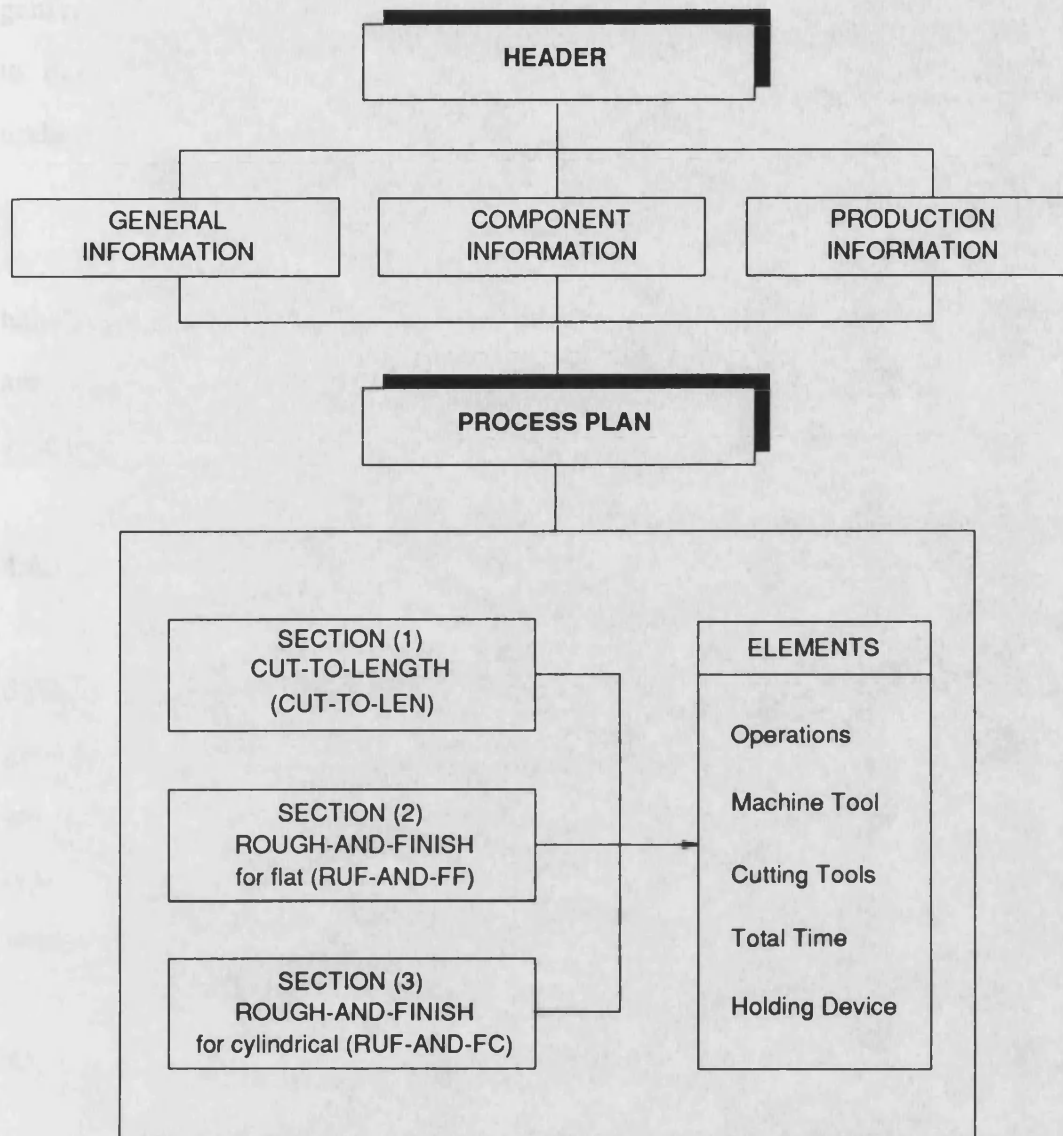 HEADER
GENERAL
INFORMATION
COMPONENT
INFORMATION
PRODUCTION
INFORMATION
PROCESS PLAN
SECTION (1)
CUT-TO-LENGTH
(CUT-TO-LEN)
SECTION (2)
ROUGH-AND-FINISH
for flat (RUF-AND-FF)
SECTION (3)
ROUGH-AND-FINISH
for cylindrical (RUF-AND-FC)
ELEMENTS
Operations
Machine Tool
Cutting Tools
Total Time
Holding Device